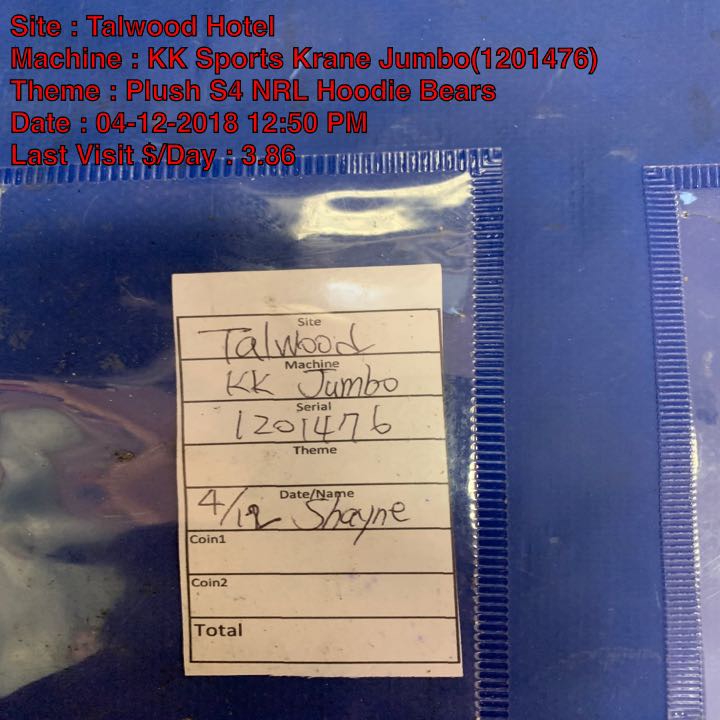 Site : Talwood Hotel
Machine : KK Sports Krane Jumbo(1201476)
Theme : Plush S4 NRL Hoodie Bears
Date : 04-12-2018 12:50 PM
Last Visit $/Day : 3.86
Site
Talwood
Machine
KK Jumbo
Serial
1201476
Theme
Date/Name
4/12 Shayne
Coin1
Coin2
Total